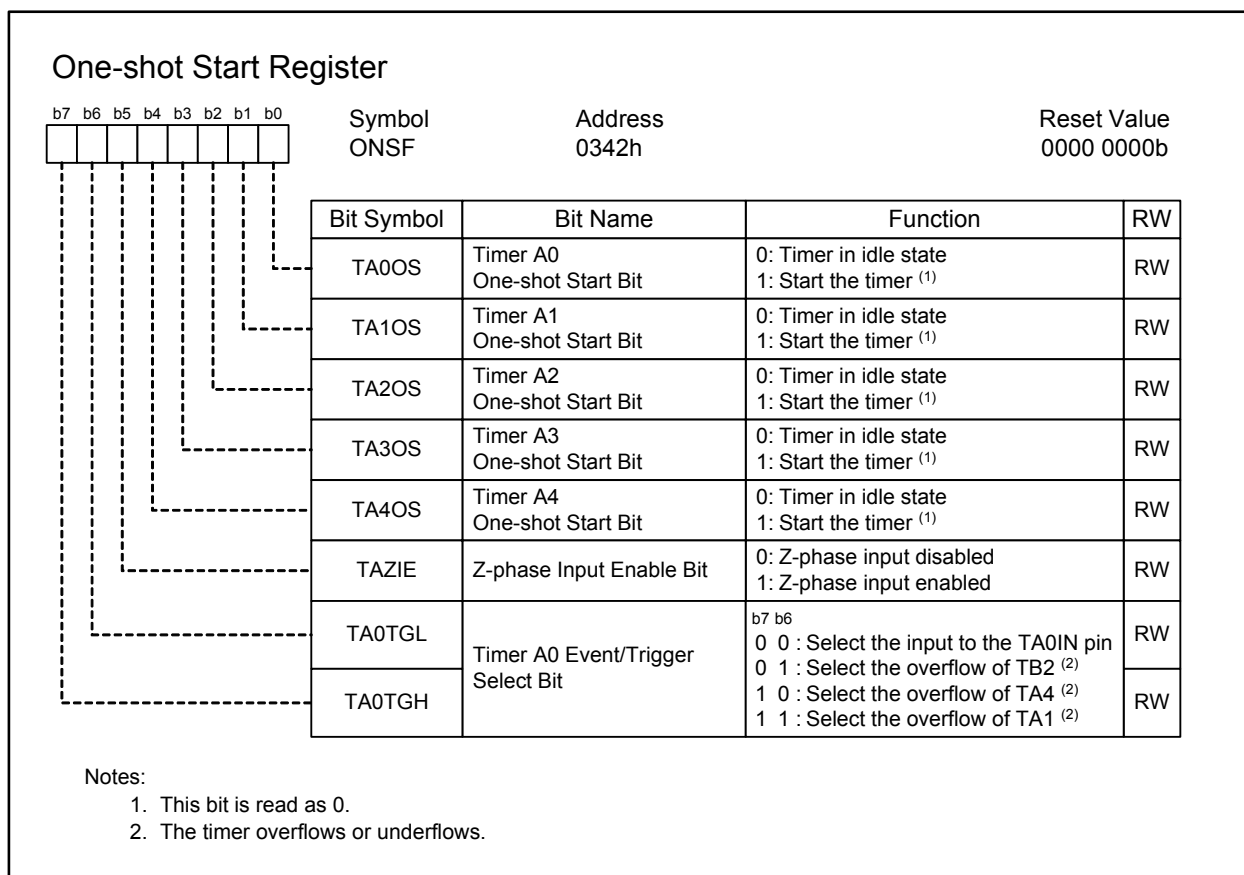 One-shot Start Register
b7 b6 b5 b4 b3 b2 b1 b0
Symbol Address Reset Value
ONSF 0342h 0000 0000b
Bit Symbol Bit Name Function RW
TA0OS Timer A0 One-shot Start Bit 0: Timer in idle state RW
1: Start the timer (1)
TA1OS Timer A1 One-shot Start Bit 0: Timer in idle state RW
1: Start the timer (1)
TA2OS Timer A2 One-shot Start Bit 0: Timer in idle state RW
1: Start the timer (1)
TA3OS Timer A3 One-shot Start Bit 0: Timer in idle state RW
1: Start the timer (1)
TA4OS Timer A4 One-shot Start Bit 0: Timer in idle state RW
1: Start the timer (1)
TAZIE Z-phase Input Enable Bit 0: Z-phase input disabled RW
1: Z-phase input enabled
TA0TGL Timer A0 Event/Trigger Select Bit b7 b6 RW
0 0 : Select the input to the TA0IN pin
0 1 : Select the overflow of TB2 (2)
TA0TGH 1 0 : Select the overflow of TA4 (2) RW
1 1 : Select the overflow of TA1 (2)
Notes:
1. This bit is read as 0.
2. The timer overflows or underflows.